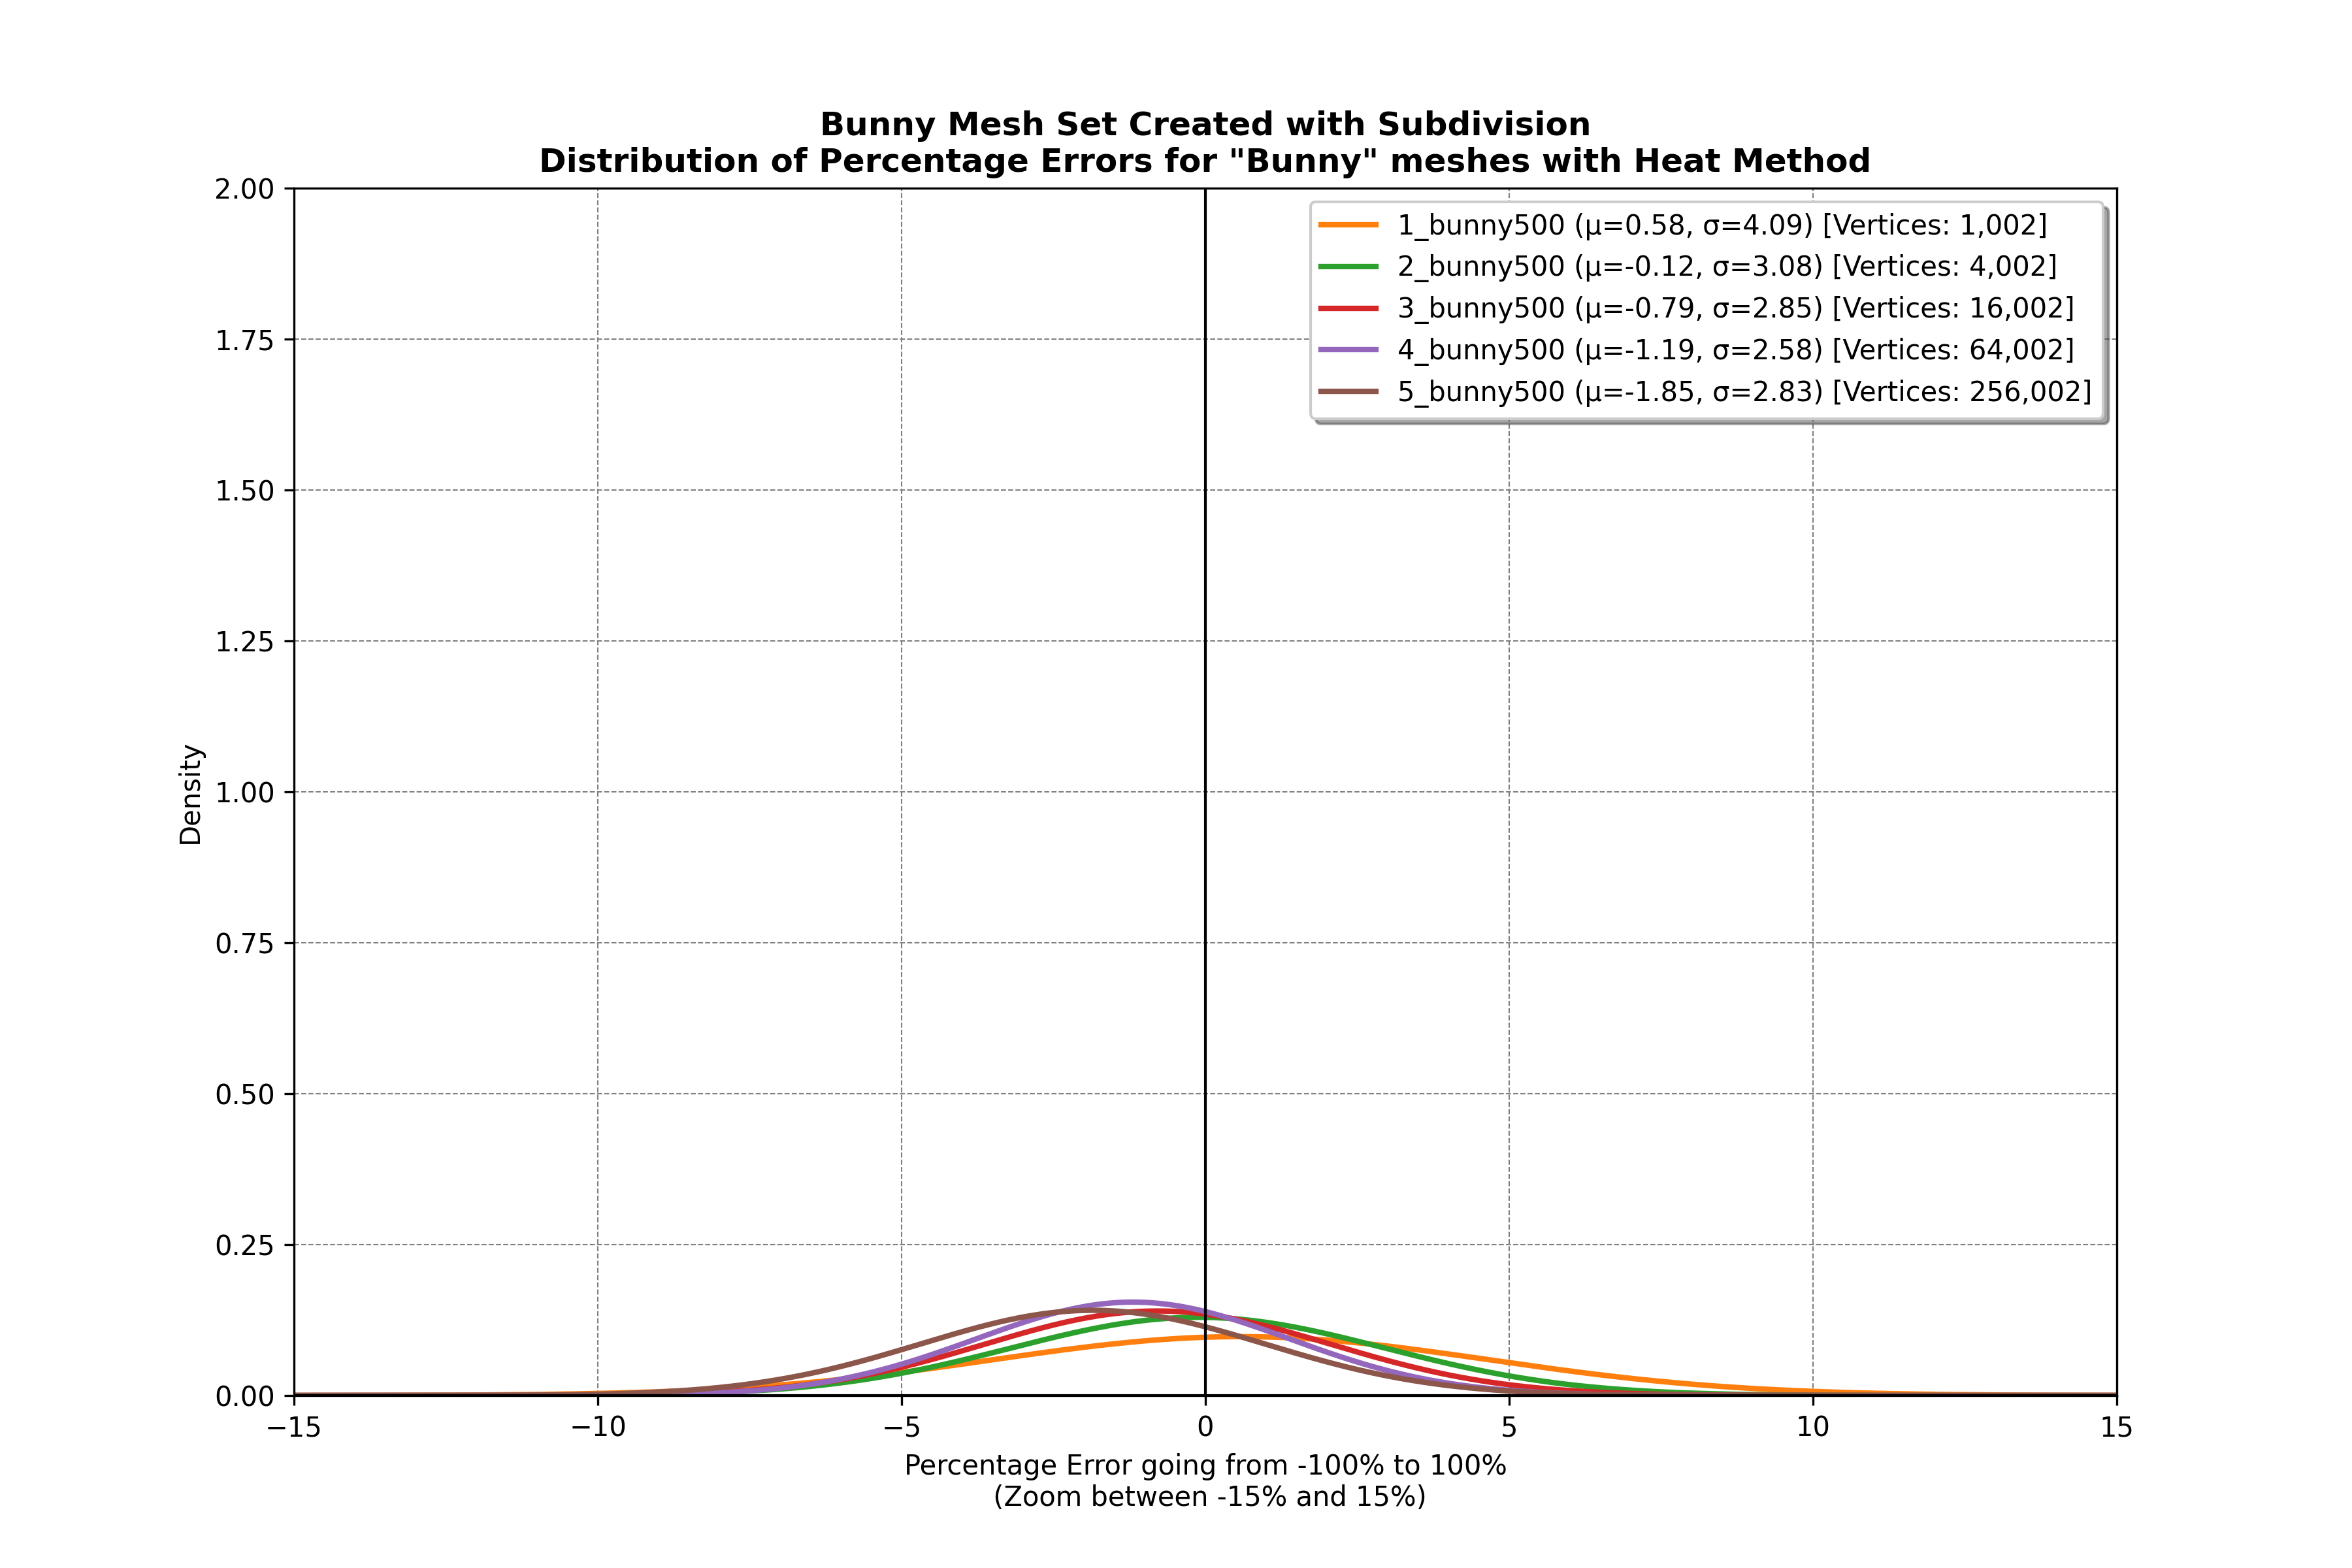 Bunny Mesh Set Created with Subdivision
Distribution of Percentage Errors for "Bunny" meshes with Heat Method
2.00
1.75
1.50
1.25
1.00
0.75
0.50
0.25
0.00
Density
1_bunny500 (μ=0.58, σ=4.09) [Vertices: 1,002]
2_bunny500 (μ=-0.12, σ=3.08) [Vertices: 4,002]
3_bunny500 (μ=-0.79, σ=2.85) [Vertices: 16,002]
4_bunny500 (μ=-1.19, σ=2.58) [Vertices: 64,002]
5_bunny500 (μ=-1.85, σ=2.83) [Vertices: 256,002]
−15 −10 −5 0 5 10 15
Percentage Error going from -100% to 100%
(Zoom between -15% and 15%)